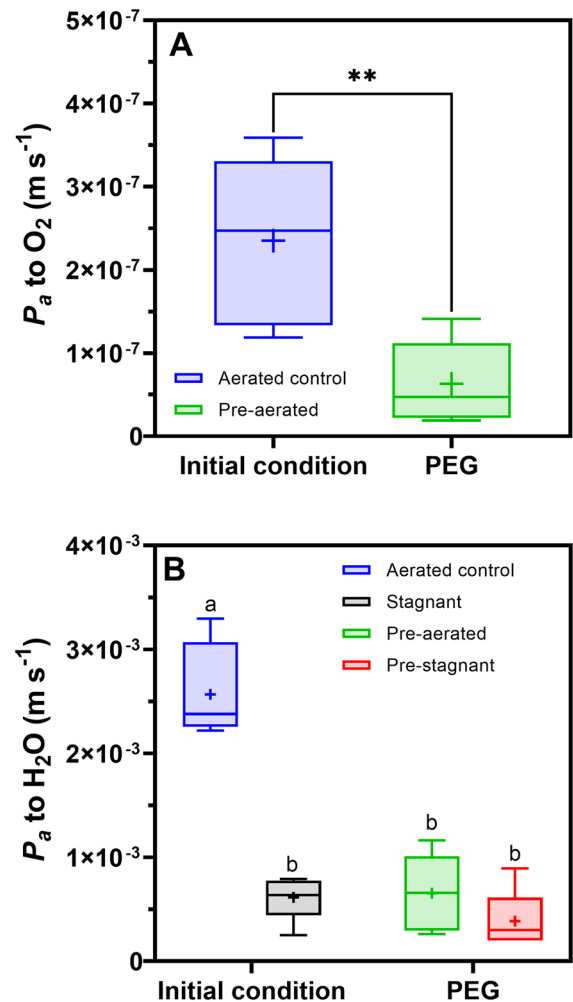 A
5×10⁻⁷
4×10⁻⁷
3×10⁻⁷
2×10⁻⁷
1×10⁻⁷
0
Pa to O₂ (m s⁻¹)
**
Aerated control
Pre-aerated
Initial condition PEG
B
4×10⁻³
3×10⁻³
2×10⁻³
1×10⁻³
0
Pa to H₂O (m s⁻¹)
Aerated control
Stagnant
Pre-aerated
Pre-stagnant
a
b
b
b
Initial condition PEG